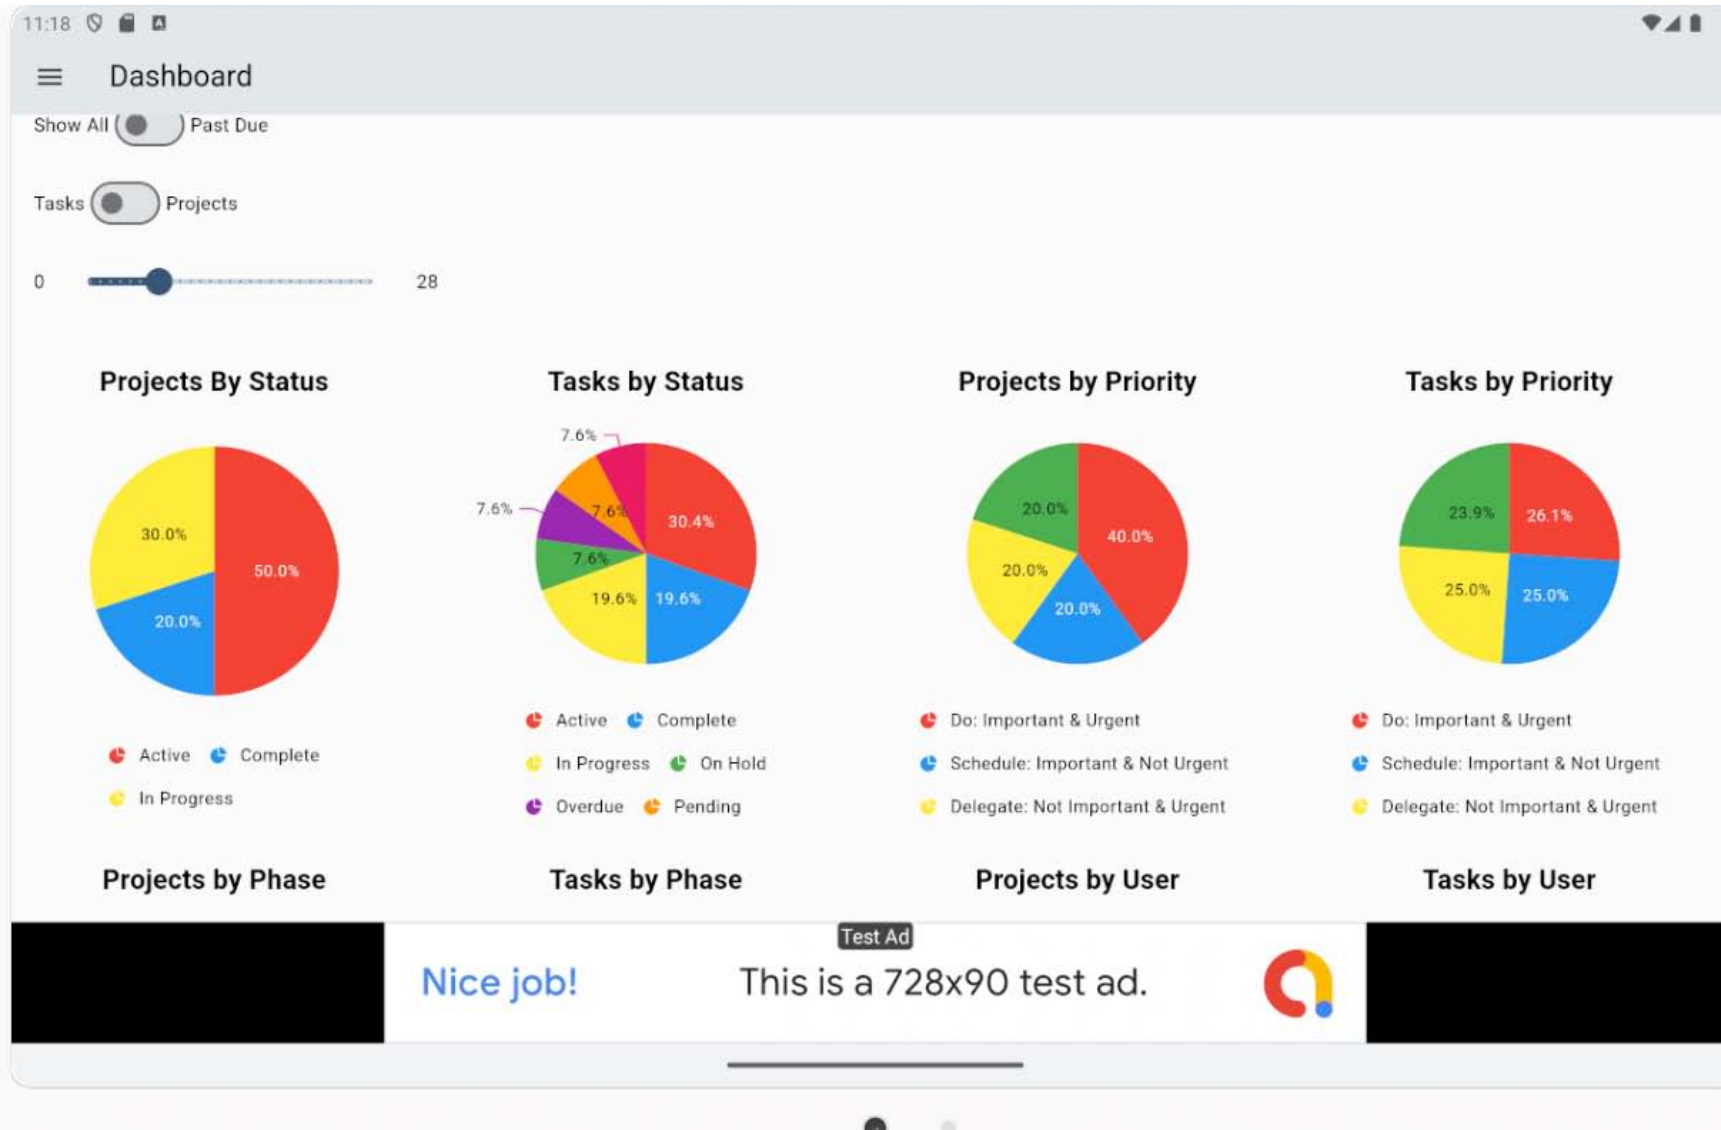 11:18
Dashboard
Show All Past Due
Tasks Projects
0 28
Projects By Status
30.0%
50.0%
20.0%
Active Complete
In Progress
Tasks by Status
7.6%
7.6%
7.6%
30.4%
7.6%
19.6% 19.6%
Active Complete
In Progress On Hold
Overdue Pending
Projects by Priority
20.0%
40.0%
20.0%
20.0%
Do: Important & Urgent
Schedule: Important & Not Urgent
Delegate: Not Important & Urgent
Tasks by Priority
23.9% 26.1%
25.0% 25.0%
Do: Important & Urgent
Schedule: Important & Not Urgent
Delegate: Not Important & Urgent
Projects by Phase
Tasks by Phase
Projects by User
Tasks by User
Test Ad
Nice job! This is a 728x90 test ad.